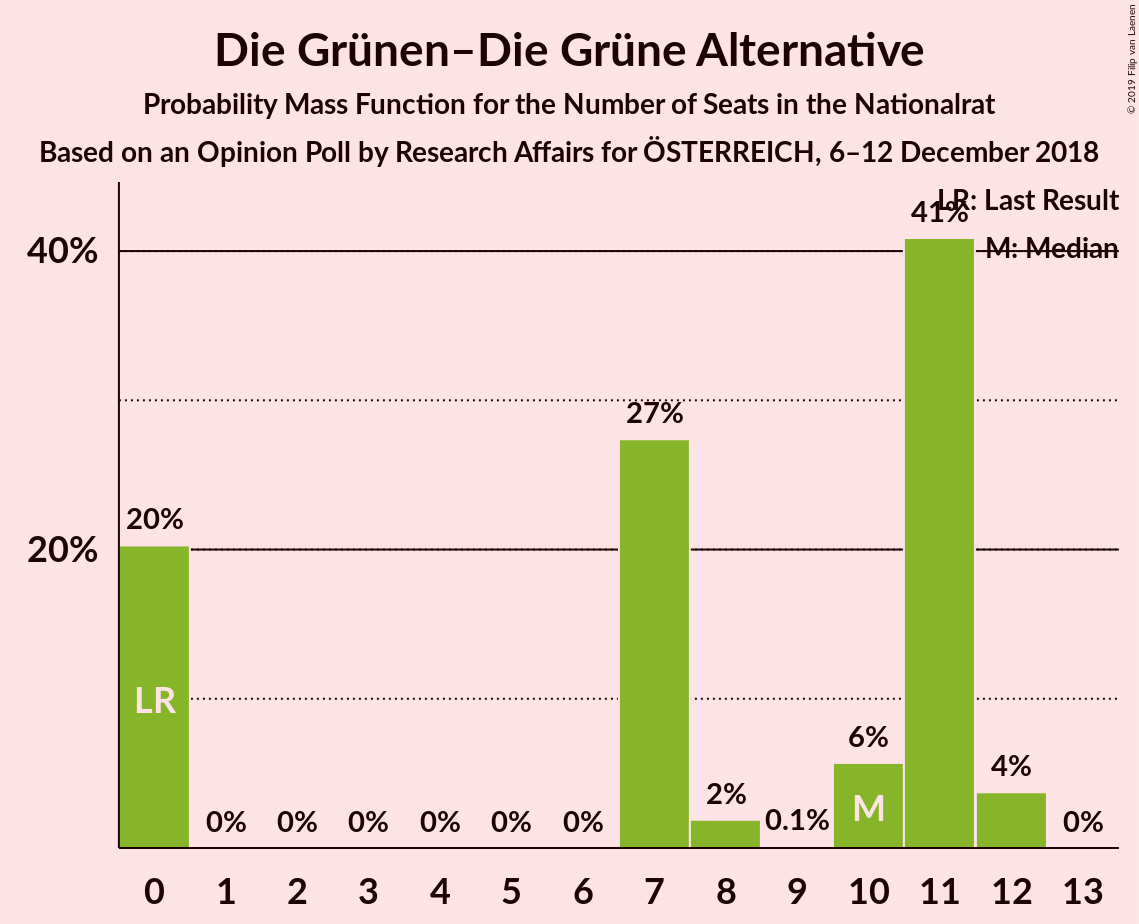 Die Grünen–Die Grüne Alternative
Probability Mass Function for the Number of Seats in the Nationalrat
Based on an Opinion Poll by Research Affairs for ÖSTERREICH, 6–12 December 2018
© 2019 Filip van Laenen
LR: Last Result
M: Median
40%
20%
20% 0% 0% 0% 0% 0% 0% 27% 2% 0.1% 6% 41% 4% 0%
LR
M
0 1 2 3 4 5 6 7 8 9 10 11 12 13